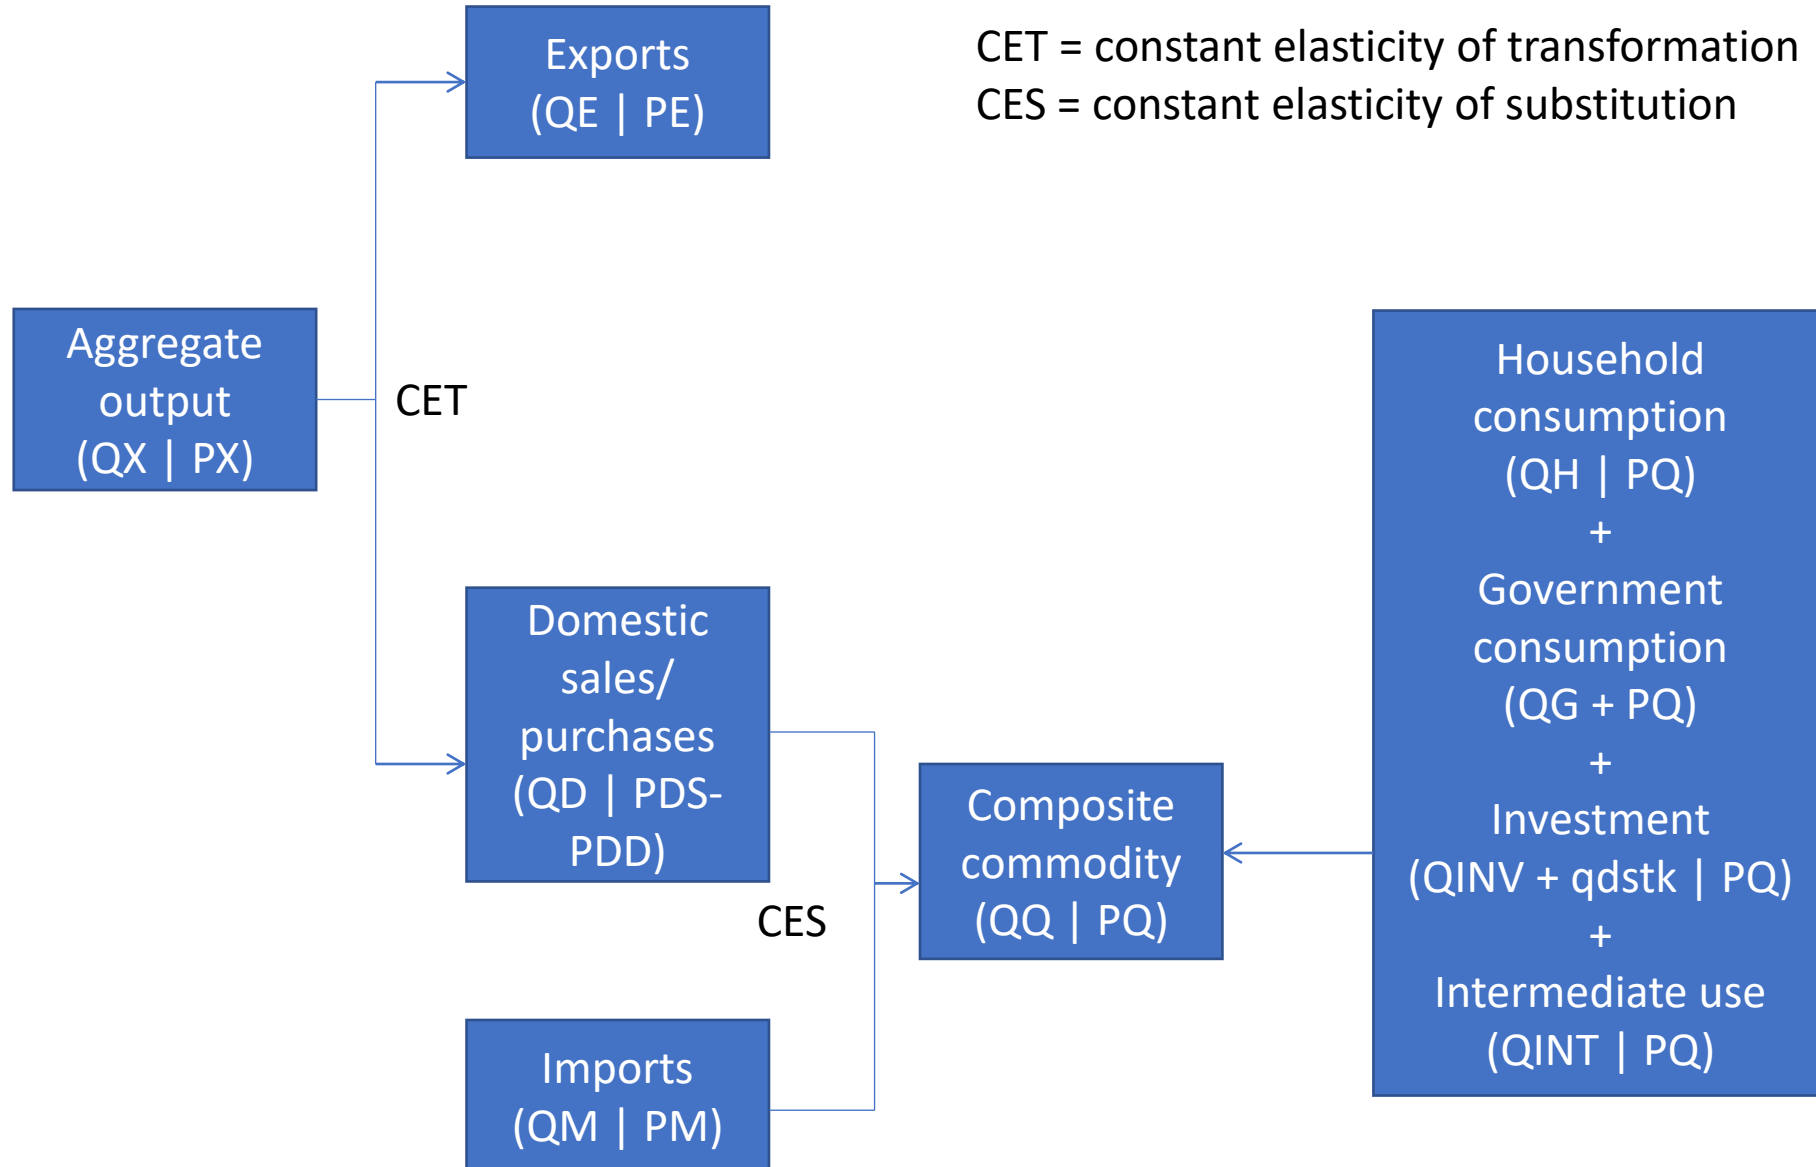 Exports
(QE | PE)
CET = constant elasticity of transformation
CES = constant elasticity of substitution
Aggregate
output
(QX | PX)
CET
Domestic
sales/
purchases
(QD | PDS-
PDD)
CES
Imports
(QM | PM)
Composite
commodity
(QQ | PQ)
Household
consumption
(QH | PQ)
+
Government
consumption
(QG + PQ)
+
Investment
(QINV + qdstk | PQ)
+
Intermediate use
(QINT | PQ)